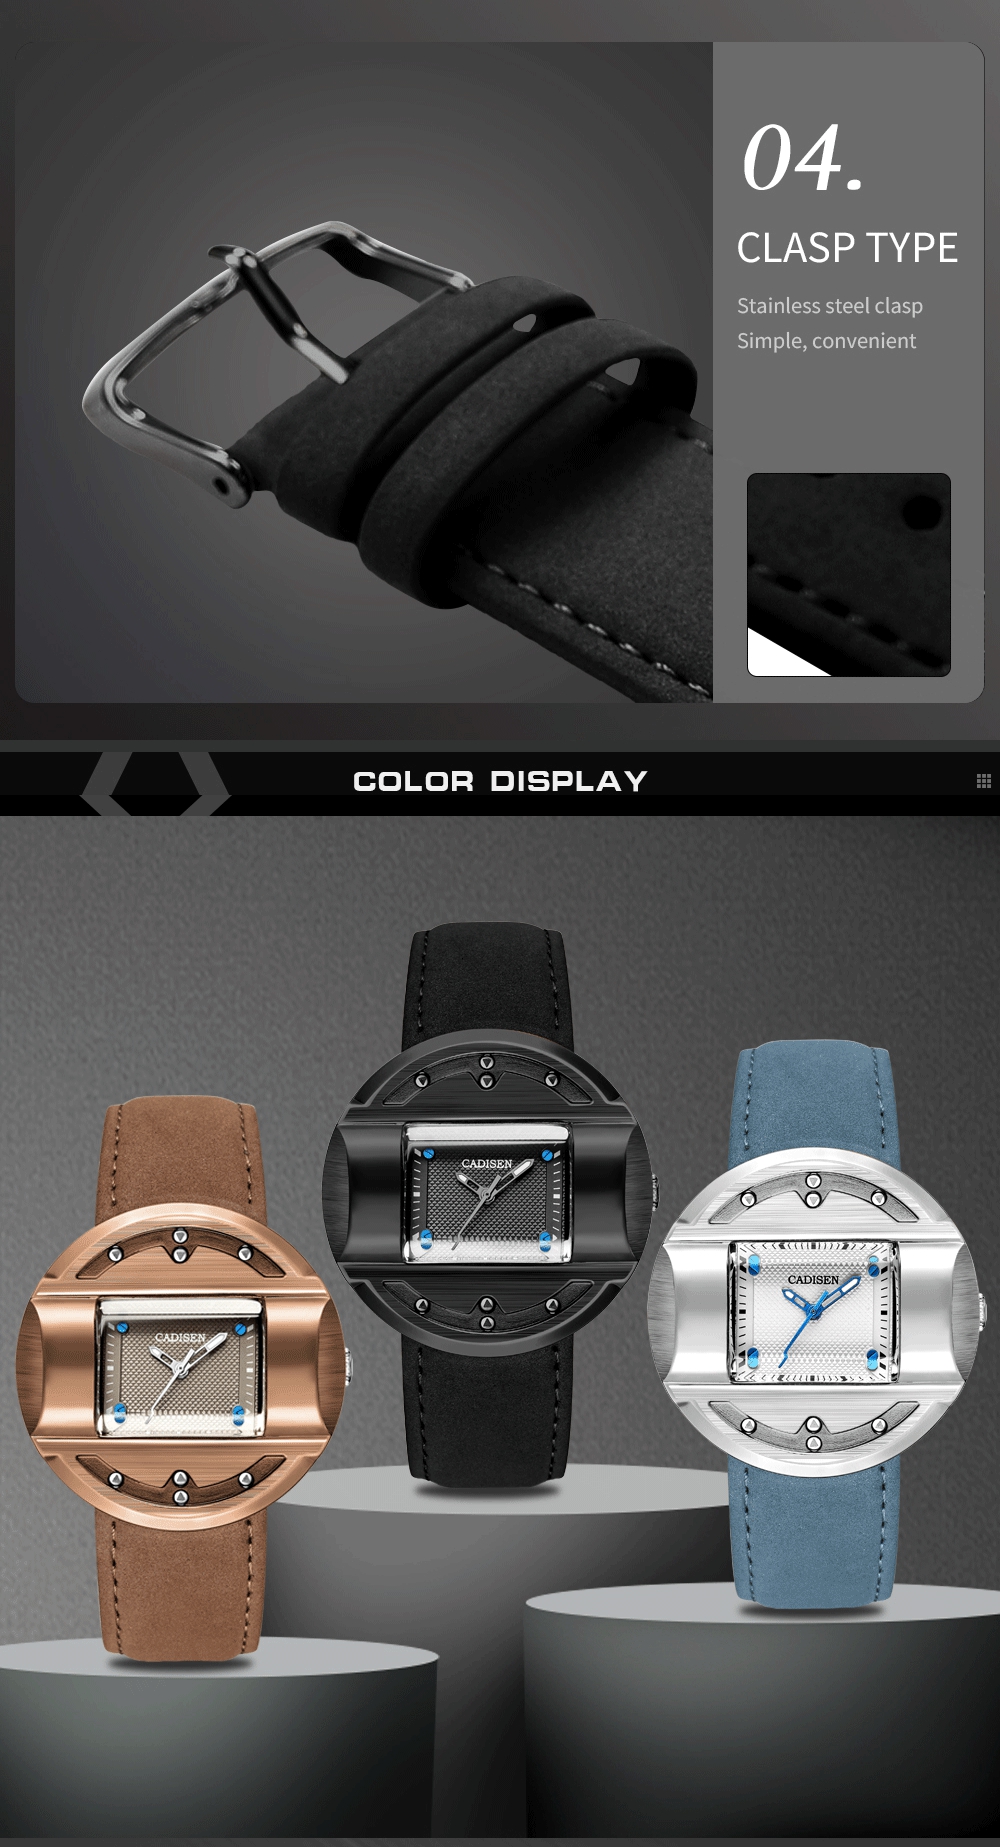 04.
CLASP TYPE
Stainless steel clasp
Simple, convenient
COLOR DISPLAY
CADISEN
CADISEN
CADISEN